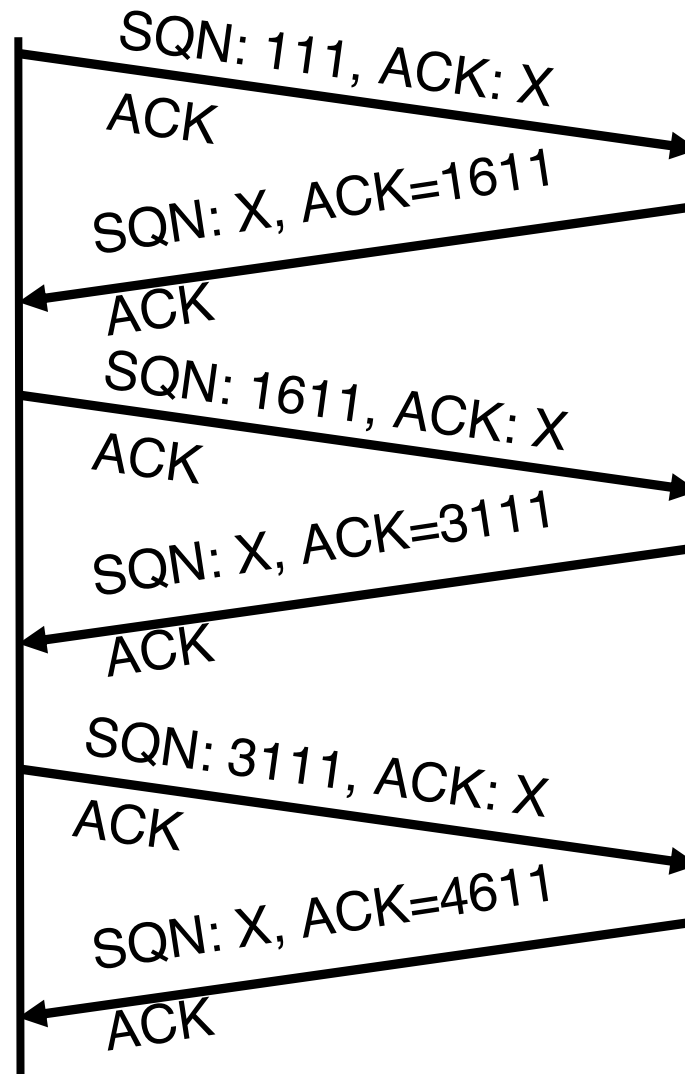 SQN: 111, ACK: X
ACK
SQN: X, ACK=1611
ACK
SQN: 1611, ACK: X
ACK
SQN: X, ACK=3111
ACK
SQN: 3111, ACK: X
ACK
SQN: X, ACK=4611
ACK